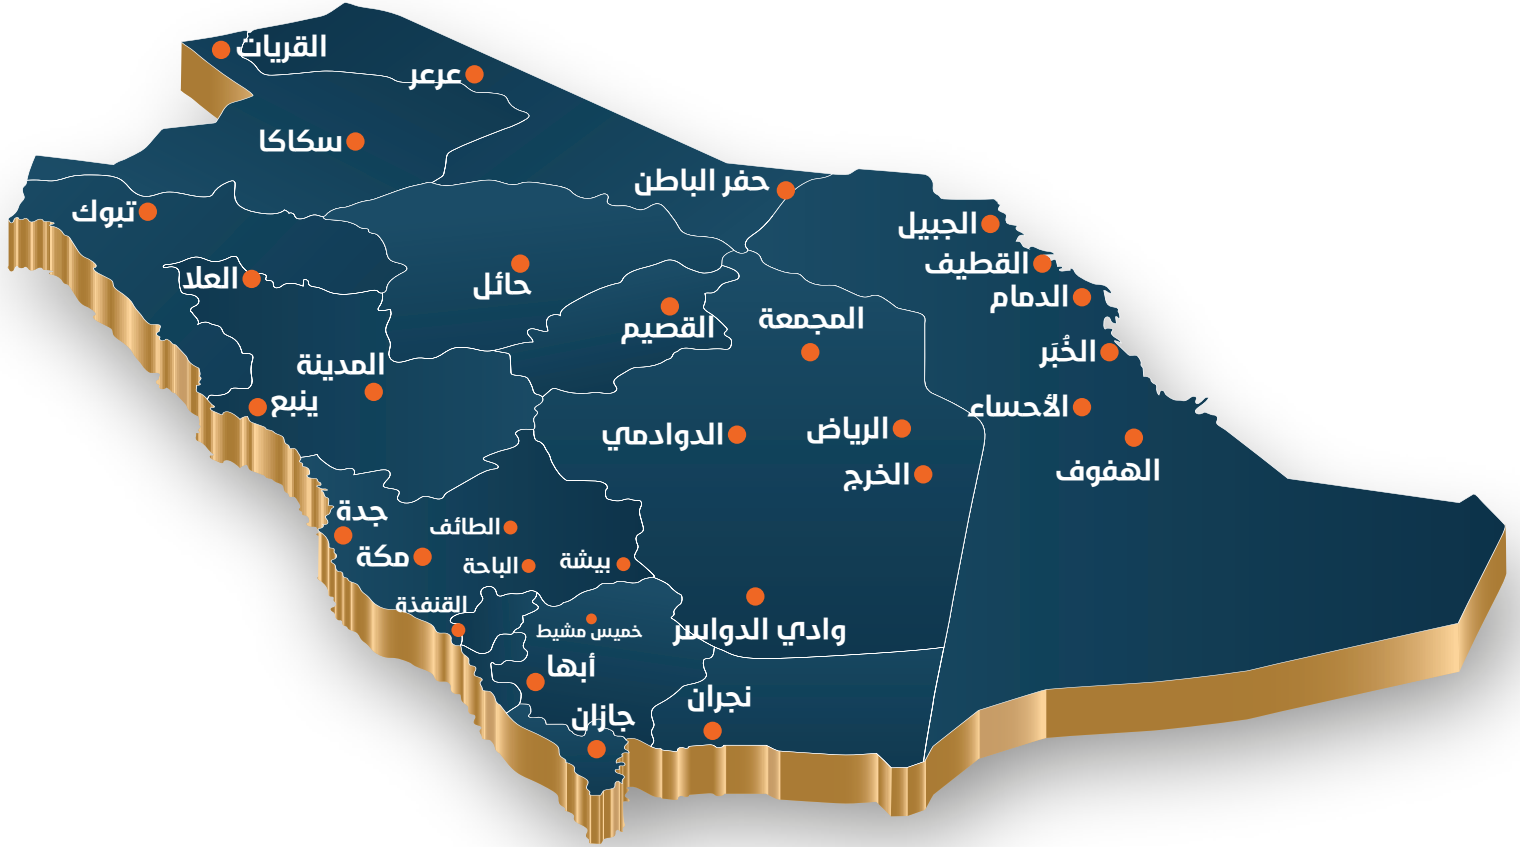 القريات
عرعر
سكاكا
حفر الباطن
تبوك
الجبيل
القطيف
العلا
حائل
الدمام
القصيم
المجمعة
الخُبَر
المدينة
ينبع
الأحساء
الرياض
الدوادمي
الهفوف
الخرج
جدة
الطائف
مكة
الباحة
بيشة
القنفذة
خميس مشيط
وادي الدواسر
أبها
نجران
جازان